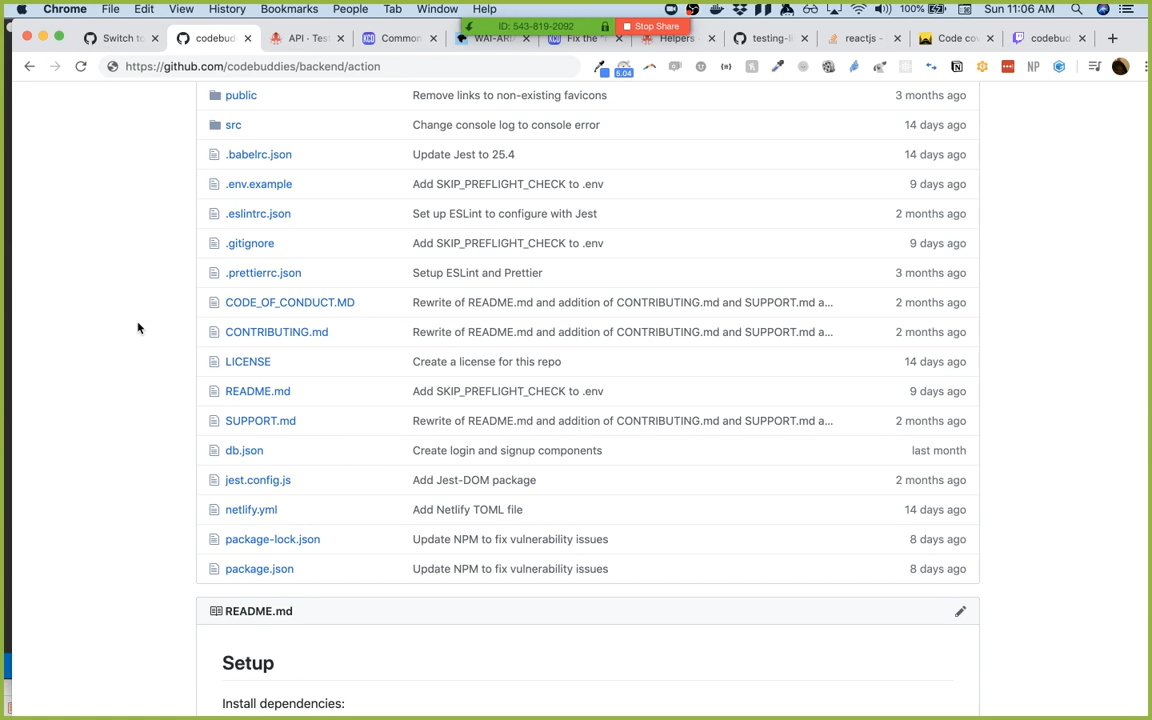 Chrome File Edit View History Bookmarks People Tab Window Help 100% Sun 11:06 AM
ID: 543-819-2092 Stop Share
Switch to codebud API - Tes Common WAI-AR Fix the " Helpers testing-li reactjs - Code cov codebud
https://github.com/codebuddies/backend/action 5.04 NP
public Remove links to non-existing favicons 3 months ago
src Change console log to console error 14 days ago
.babelrc.json Update Jest to 25.4 14 days ago
.env.example Add SKIP_PREFLIGHT_CHECK to .env 9 days ago
.eslintrc.json Set up ESLint to configure with Jest 2 months ago
.gitignore Add SKIP_PREFLIGHT_CHECK to .env 9 days ago
.prettierrc.json Setup ESLint and Prettier 3 months ago
CODE_OF_CONDUCT.MD Rewrite of README.md and addition of CONTRIBUTING.md and SUPPORT.md a... 2 months ago
CONTRIBUTING.md Rewrite of README.md and addition of CONTRIBUTING.md and SUPPORT.md a... 2 months ago
LICENSE Create a license for this repo 14 days ago
README.md Add SKIP_PREFLIGHT_CHECK to .env 9 days ago
SUPPORT.md Rewrite of README.md and addition of CONTRIBUTING.md and SUPPORT.md a... 2 months ago
db.json Create login and signup components last month
jest.config.js Add Jest-DOM package 2 months ago
netlify.yml Add Netlify TOML file 14 days ago
package-lock.json Update NPM to fix vulnerability issues 8 days ago
package.json Update NPM to fix vulnerability issues 8 days ago
README.md
Setup
Install dependencies: